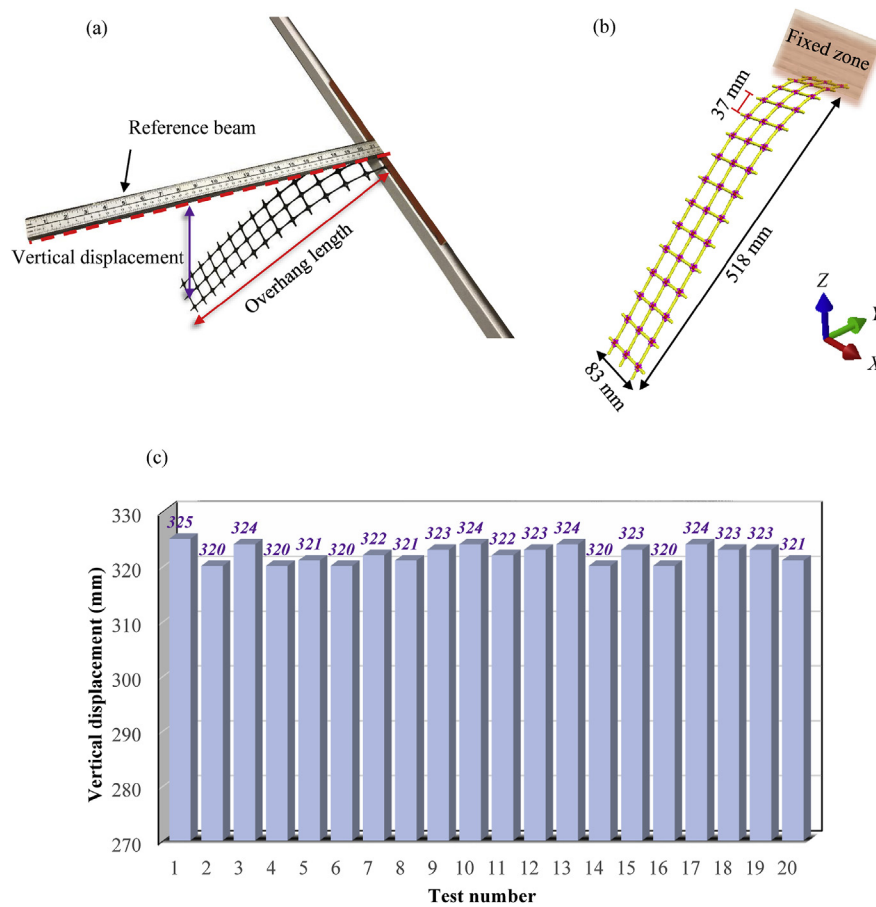 (a)
Reference beam
Vertical displacement
Overhang length
(b)
Fixed zone
37 mm
518 mm
83 mm
Z
Y
X
(c)
330
320
310
300
290
280
270
Vertical displacement (mm)
325 320 324 320 321 320 322 321 323 324 322 323 324 320 323 320 324 323 323 321
1 2 3 4 5 6 7 8 9 10 11 12 13 14 15 16 17 18 19 20
Test number